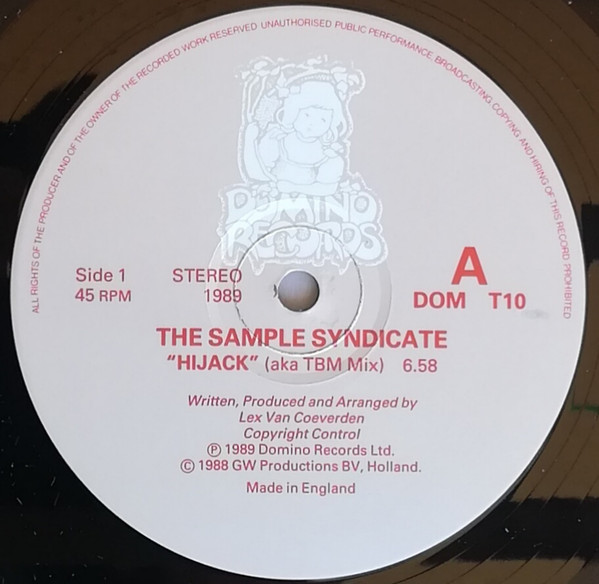 ALL RIGHTS OF THE PRODUCER AND OF THE OWNER OF THE RECORDED WORK RESERVED UNAUTHORISED PUBLIC PERFORMANCE, BROADCASTING, COPYING AND HIRING OF THIS RECORD PROHIBITED
DOMINO
RECORDS
Side 1 STEREO A
45 RPM 1989 DOM T10
THE SAMPLE SYNDICATE
"HIJACK" (aka TBM Mix) 6.58
Written, Produced and Arranged by
Lex Van Coeverden
Copyright Control
Ⓟ 1989 Domino Records Ltd.
© 1988 GW Productions BV, Holland.
Made in England